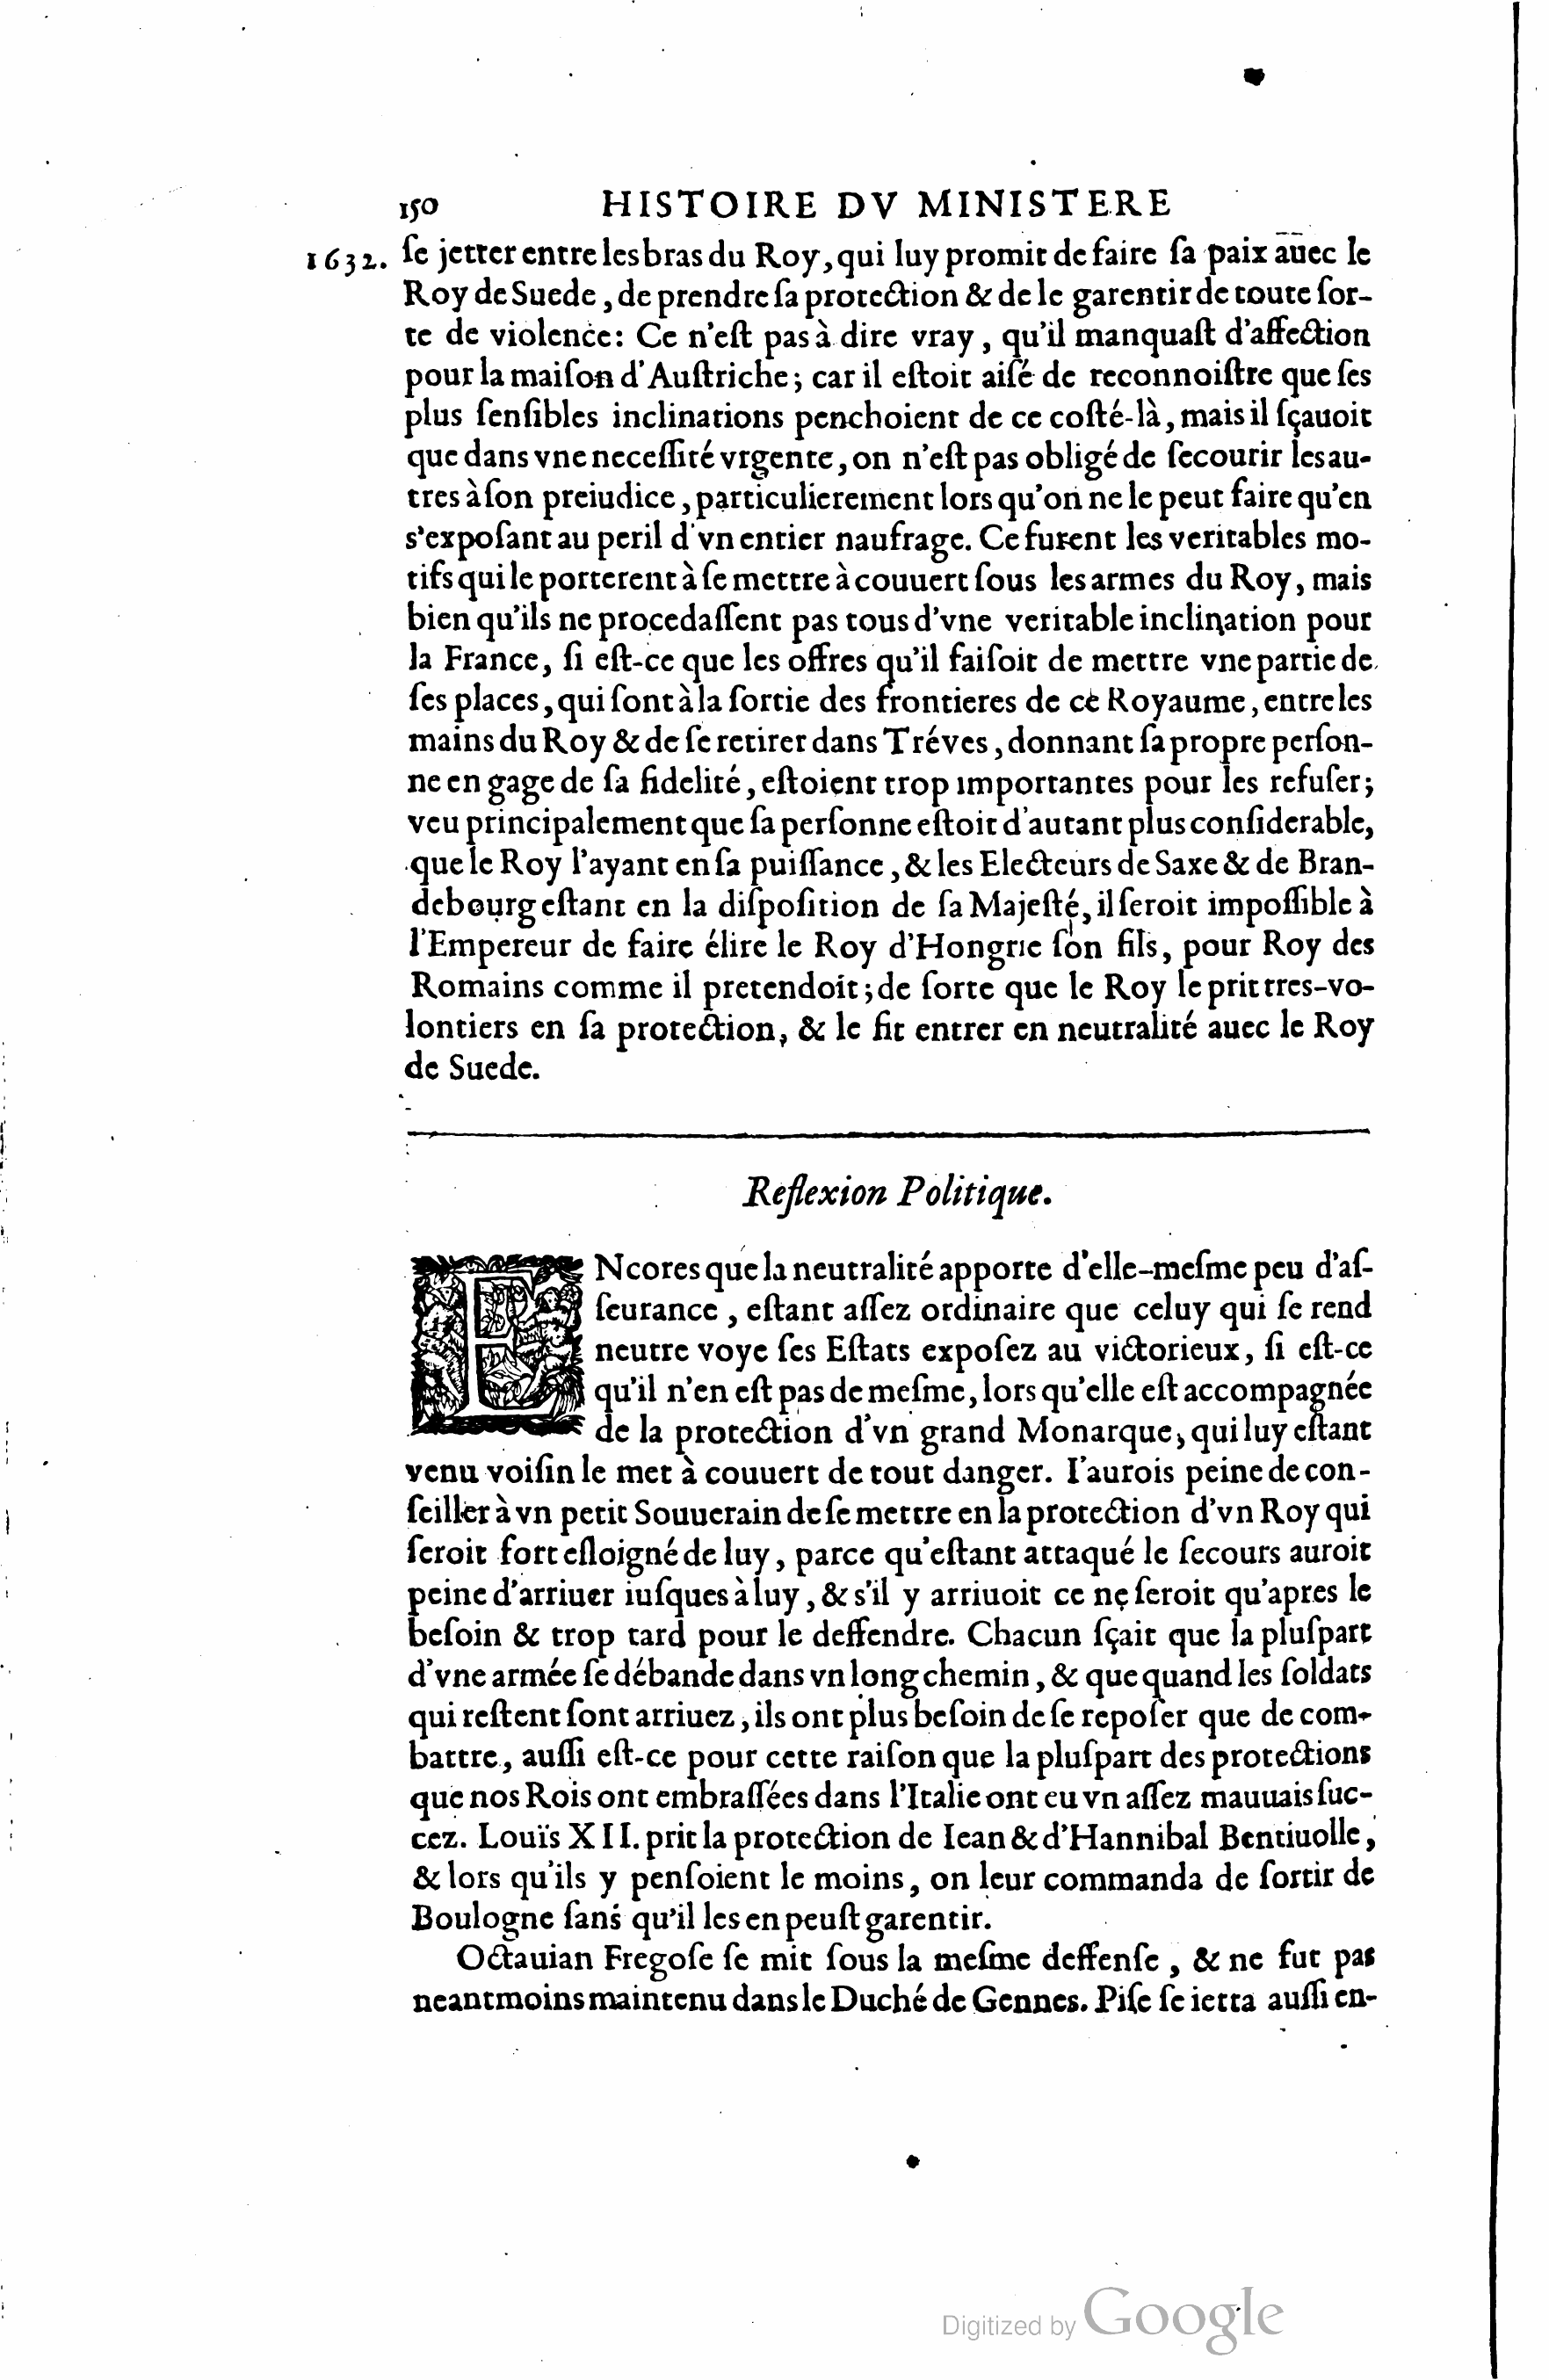 150 HISTOIRE DV MINISTERE
1632. ſe jetter entre les bras du Roy, qui luy promit de faire ſa paix auec le
Roy de Suede, de prendre ſa protection & de le garentir de toute ſor-
te de violence: Ce n'eſt pas à dire vray, qu'il manquaſt d'affection
pour la maiſon d'Auſtriche; car il eſtoit aiſé de reconnoiſtre que ſes
plus ſenſibles inclinations penchoient de ce coſté-là, mais il ſçauoit
que dans vne neceſſité vrgente, on n'eſt pas obligé de ſecourir les au-
tres à ſon preiudice, particulierement lors qu'on ne le peut faire qu'en
s'expoſant au peril d'vn entier naufrage. Ce furent les veritables mo-
tifs qui le porterent à ſe mettre à couuert ſous les armes du Roy, mais
bien qu'ils ne procedaſſent pas tous d'vne veritable inclination pour
la France, ſi eſt-ce que les offres qu'il faiſoit de mettre vne partie de
ſes places, qui ſont à la ſortie des frontieres de ce Royaume, entre les
mains du Roy & de ſe retirer dans Tréves, donnant ſa propre perſon-
ne en gage de ſa fidelité, eſtoient trop importantes pour les refuſer;
veu principalement que ſa perſonne eſtoit d'autant plus conſiderable,
que le Roy l'ayant en ſa puiſſance, & les Electeurs de Saxe & de Bran-
debourg eſtant en la diſpoſition de ſa Majeſté, il ſeroit impoſſible à
l'Empereur de faire élire le Roy d'Hongrie ſon fils, pour Roy des
Romains comme il pretendoit; de ſorte que le Roy le prit tres-vo-
lontiers en ſa protection, & le fit entrer en neutralité auec le Roy
de Suede.
Reflexion Politique.
ENcores que la neutralité apporte d'elle-meſme peu d'aſ-
ſeurance, eſtant aſſez ordinaire que celuy qui ſe rend
neutre voye ſes Eſtats expoſez au victorieux, ſi eſt-ce
qu'il n'en eſt pas de meſme, lors qu'elle eſt accompagnée
de la protection d'vn grand Monarque, qui luy eſtant
venu voiſin le met à couuert de tout danger. I'aurois peine de con-
ſeiller à vn petit Souuerain de ſe mettre en la protection d'vn Roy qui
ſeroit fort eſloigné de luy, parce qu'eſtant attaqué le ſecours auroit
peine d'arriuer iuſques à luy, & s'il y arriuoit ce ne ſeroit qu'apres le
beſoin & trop tard pour le deffendre. Chacun ſçait que la pluſpart
d'vne armée ſe débande dans vn long chemin, & que quand les ſoldats
qui reſtent ſont arriuez, ils ont plus beſoin de ſe repoſer que de com-
battre, auſſi eſt-ce pour cette raiſon que la pluſpart des protections
que nos Rois ont embraſſées dans l'Italie ont eu vn aſſez mauuais ſuc-
cez. Louïs XII. prit la protection de Iean & d'Hannibal Bentiuolle,
& lors qu'ils y penſoient le moins, on leur commanda de ſortir de
Boulogne ſans qu'il les en peuſt garentir.
Octauian Fregoſe ſe mit ſous la meſme deffenſe, & ne fut pas
neantmoins maintenu dans le Duché de Gennes. Piſe ſe ietta auſſi en-
Digitized by Google